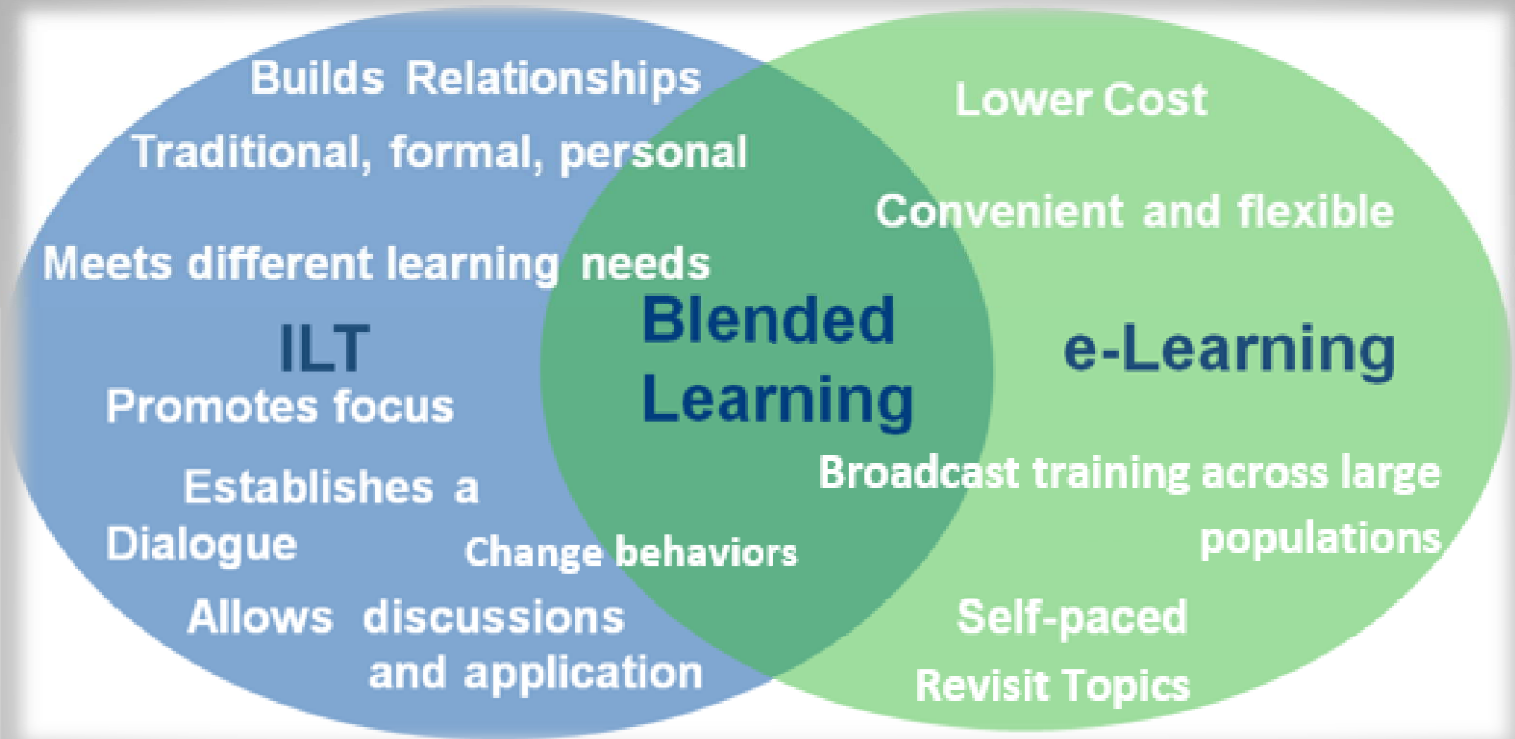 Builds Relationships
Traditional, formal, personal
Meets different learning needs
ILT
Promotes focus
Establishes a
Dialogue
Change behaviors
Allows discussions
and application
Blended
Learning
Lower Cost
Convenient and flexible
e-Learning
Broadcast training across large
populations
Self-paced
Revisit Topics